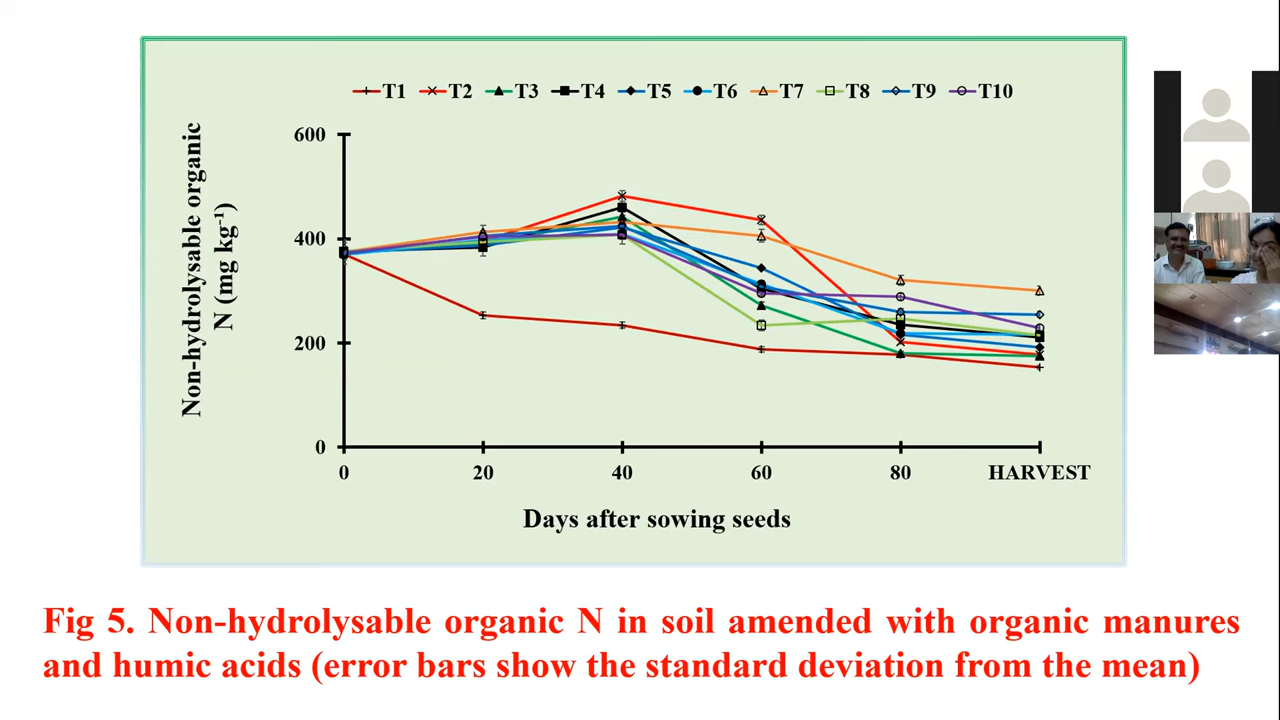 T1 T2 T3 T4 T5 T6 T7 T8 T9 T10
Non-hydrolysable organic
N (mg kg⁻¹)
600
400
200
0
0 20 40 60 80 HARVEST
Days after sowing seeds
Fig 5. Non-hydrolysable organic N in soil amended with organic manures
and humic acids (error bars show the standard deviation from the mean)